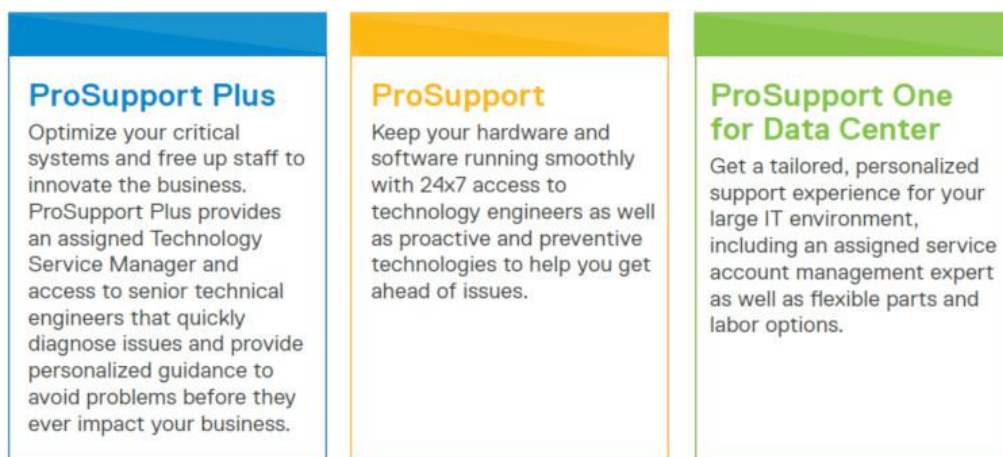 ProSupport Plus
Optimize your critical
systems and free up staff to
innovate the business.
ProSupport Plus provides
an assigned Technology
Service Manager and
access to senior technical
engineers that quickly
diagnose issues and provide
personalized guidance to
avoid problems before they
ever impact your business.
ProSupport
Keep your hardware and
software running smoothly
with 24x7 access to
technology engineers as well
as proactive and preventive
technologies to help you get
ahead of issues.
ProSupport One
for Data Center
Get a tailored, personalized
support experience for your
large IT environment,
including an assigned service
account management expert
as well as flexible parts and
labor options.